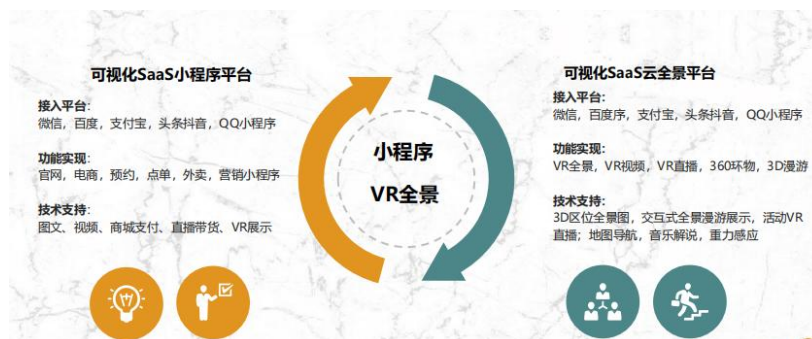 可视化SaaS小程序平台
接入平台：
微信，百度，支付宝，头条抖音，QQ小程序
功能实现：
官网，电商，预约，点单，外卖，营销小程序
技术支持：
图文、视频、商城支付、直播带货、VR展示
小程序
VR全景
可视化SaaS云全景平台
接入平台：
微信，百度序，支付宝，头条抖音，QQ小程序
功能实现：
VR全景，VR视频，VR直播，360环物，3D漫游
技术支持：
3D区位全景图，交互式全景漫游展示，活动VR
直播；地图导航，音乐解说，重力感应